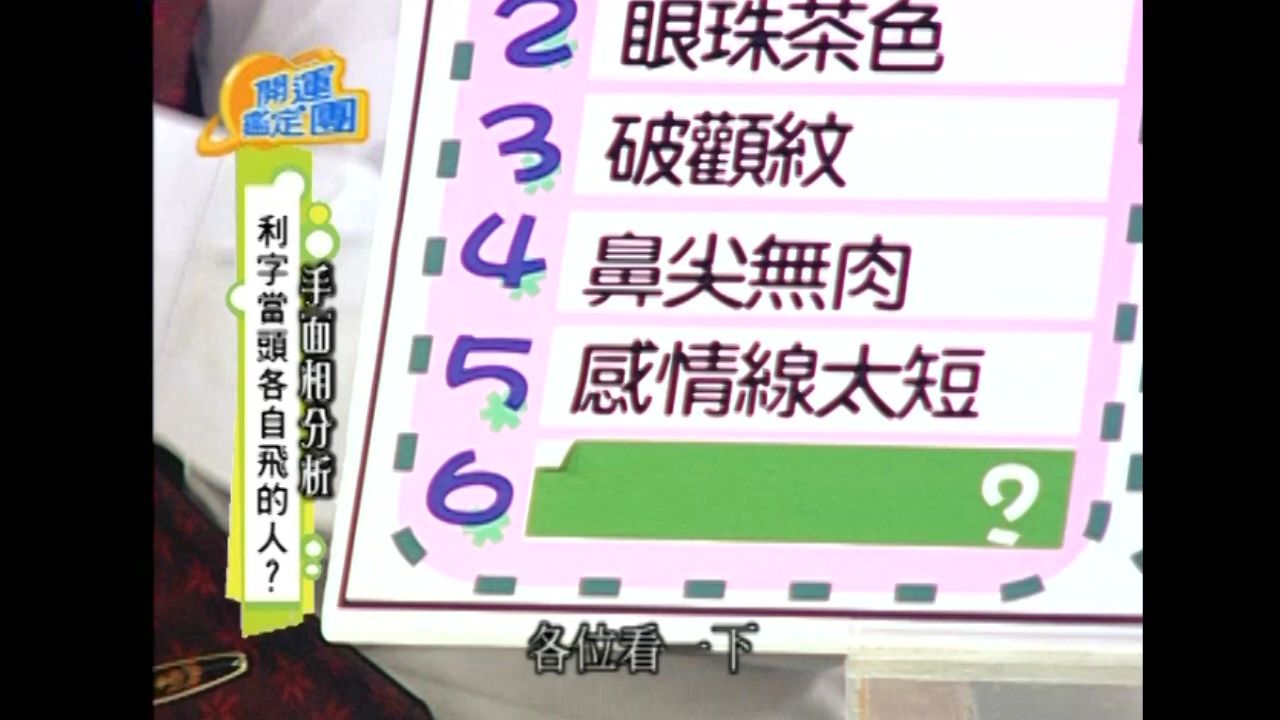 開運
鑑定團
手面相分析
利字當頭各自飛的人？
2 眼珠茶色
3 破顴紋
4 鼻尖無肉
5 感情線太短
6 ?
各位看一下